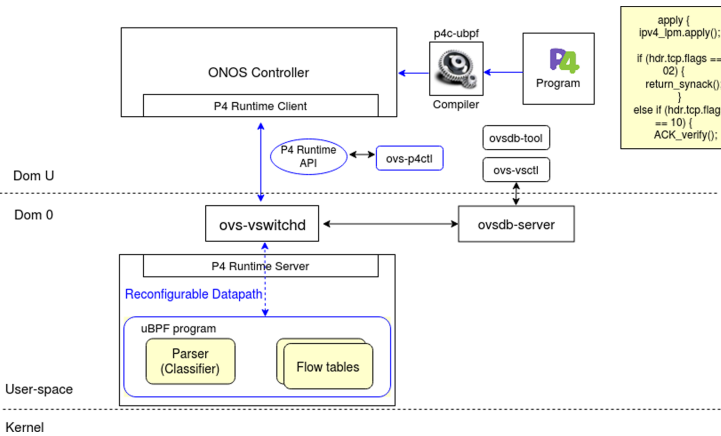 p4c-ubpf
ONOS Controller
P4 Runtime Client
Compiler
P4
Program
apply {
ipv4_lpm.apply();
if (hdr.tcp.flags ==
02) {
return_synack()
}
else if (hdr.tcp.flag
== 10) {
ACK_verify();
P4 Runtime
API
ovs-p4ctl
ovsdb-tool
ovs-vsctl
Dom U
Dom 0
ovs-vswitchd
ovsdb-server
P4 Runtime Server
Reconfigurable Datapath
uBPF program
Parser
(Classifier)
Flow tables
User-space
Kernel